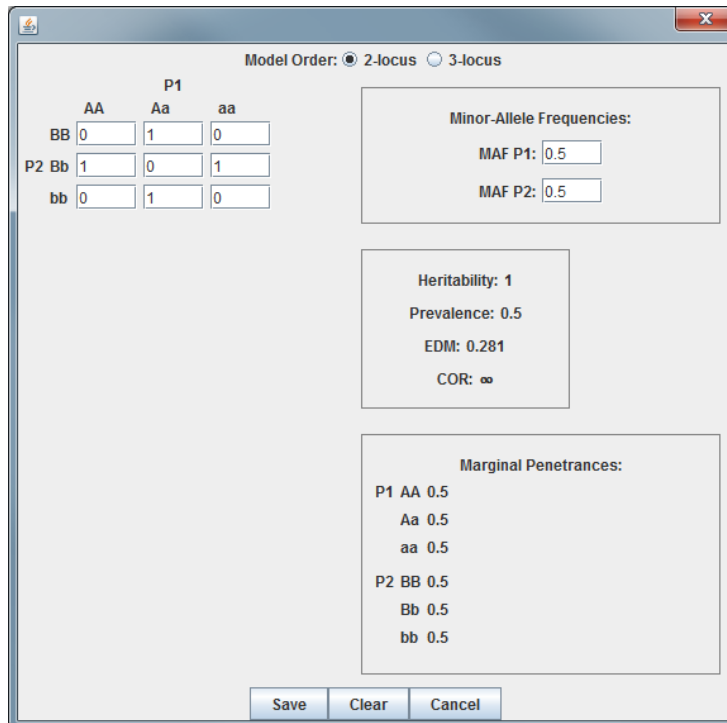 Model Order: 2-locus 3-locus
P1
AA Aa aa
BB 0 1 0
P2 Bb 1 0 1
bb 0 1 0
Minor-Allele Frequencies:
MAF P1: 0.5
MAF P2: 0.5
Heritability: 1
Prevalence: 0.5
EDM: 0.281
COR: ∞
Marginal Penetrances:
P1 AA 0.5
Aa 0.5
aa 0.5
P2 BB 0.5
Bb 0.5
bb 0.5
Save Clear Cancel